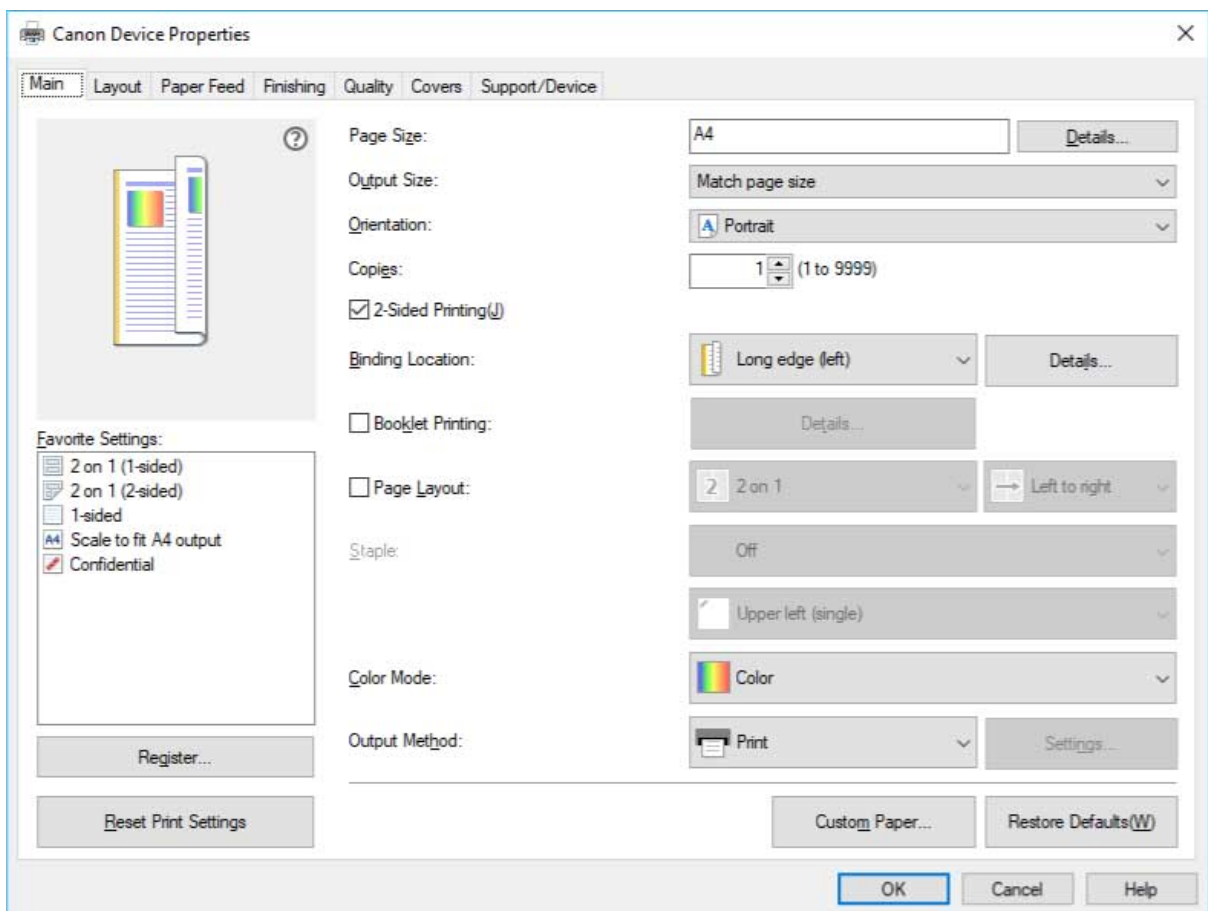 Canon Device Properties
Main Layout Paper Feed Finishing Quality Covers Support/Device
Page Size: A4 Details...
Output Size: Match page size
Orientation: A Portrait
Copies: 1 (1 to 9999)
2-Sided Printing(J)
Binding Location: Long edge (left) Details...
Booklet Printing: Details...
Favorite Settings:
2 on 1 (1-sided)
2 on 1 (2-sided)
1-sided
A4 Scale to fit A4 output
Confidential
Page Layout: 2 2 on 1 Left to right
Staple: Off
Upper left (single)
Color Mode: Color
Output Method: Print Settings...
Register...
Reset Print Settings
Custom Paper... Restore Defaults(W)
OK Cancel Help